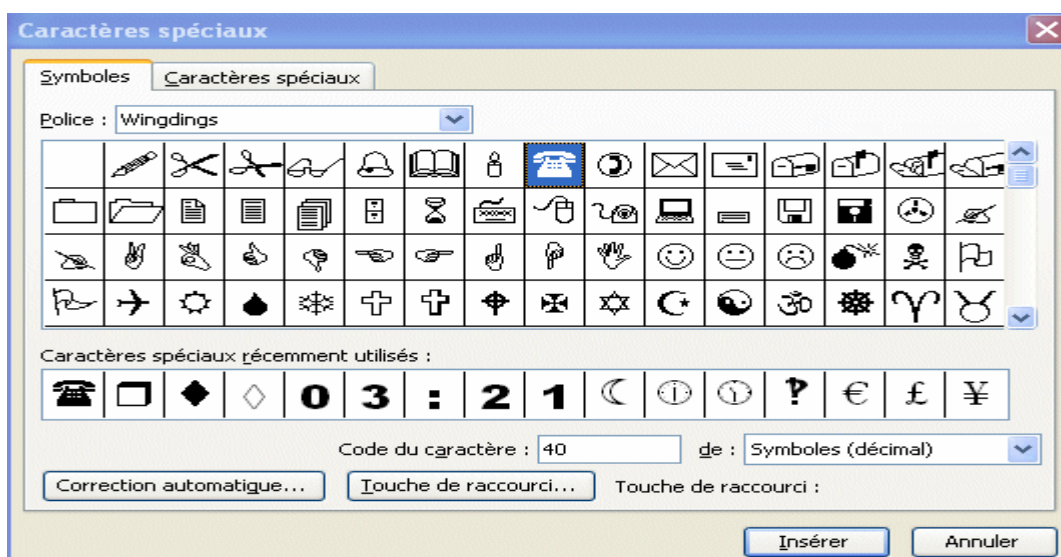 Caractères spéciaux
Symboles Caractères spéciaux
Police : Wingdings
Caractères spéciaux récemment utilisés :
0 3 : 2 1 € £ ¥
Code du caractère : 40 de : Symboles (décimal)
Correction automatique... Touche de raccourci... Touche de raccourci :
Insérer Annuler